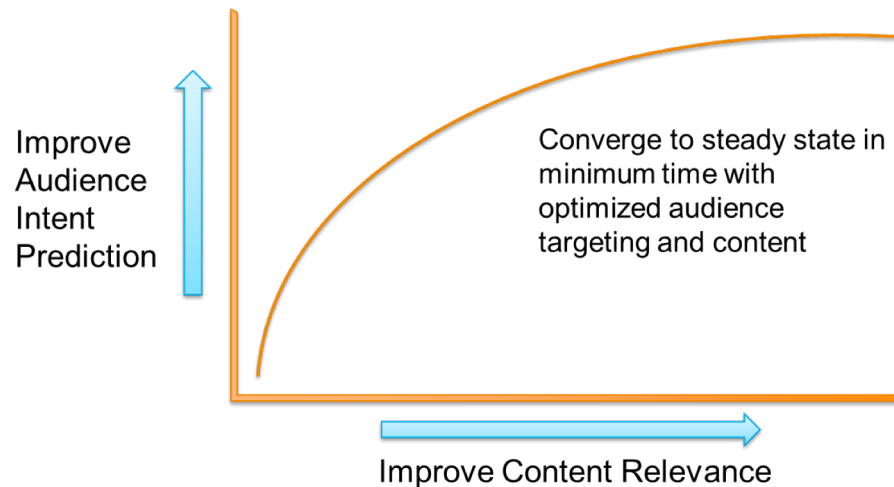 Improve
Audience
Intent
Prediction
Converge to steady state in
minimum time with
optimized audience
targeting and content
Improve Content Relevance